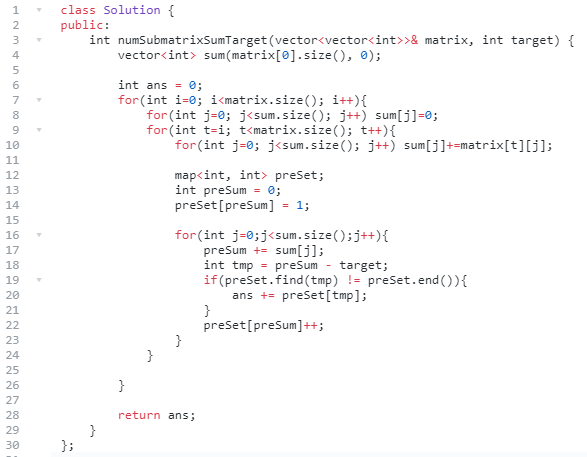 1 class Solution {
2 public:
3     int numSubmatrixSumTarget(vector<vector<int>>& matrix, int target) {
4         vector<int> sum(matrix[0].size(), 0);
5
6         int ans = 0;
7         for(int i=0; i<matrix.size(); i++){
8             for(int j=0; j<sum.size(); j++) sum[j]=0;
9             for(int t=i; t<matrix.size(); t++){
10                 for(int j=0; j<sum.size(); j++) sum[j]+=matrix[t][j];
11
12                 map<int, int> preSet;
13                 int preSum = 0;
14                 preSet[preSum] = 1;
15
16                 for(int j=0;j<sum.size();j++){
17                     preSum += sum[j];
18                     int tmp = preSum - target;
19                     if(preSet.find(tmp) != preSet.end()){
20                         ans += preSet[tmp];
21                     }
22                     preSet[preSum]++;
23                 }
24             }
25
26         }
27
28         return ans;
29     }
30 };